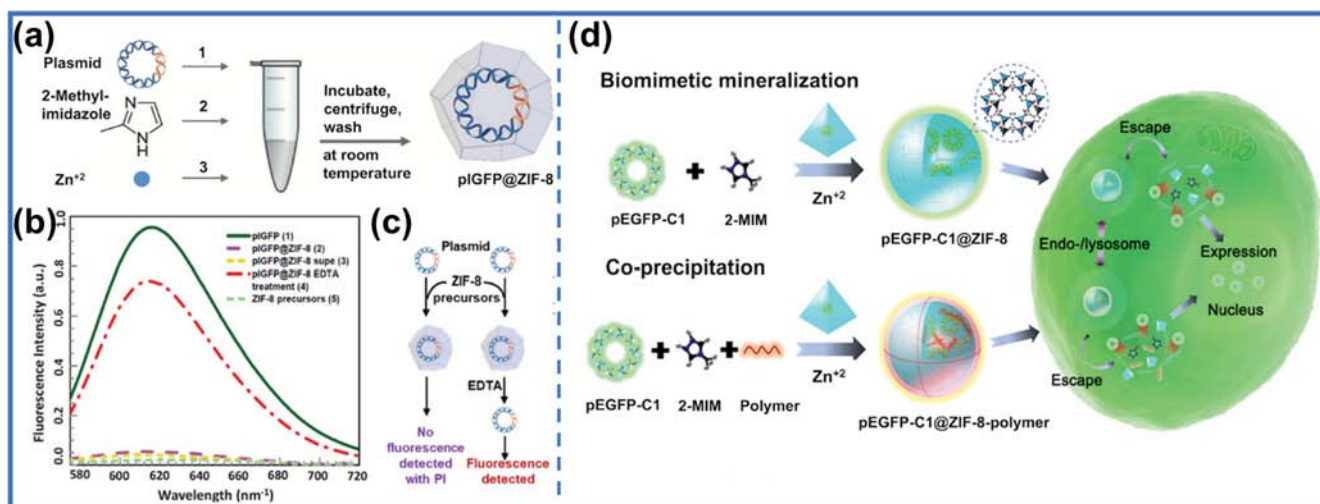 (a)
Plasmid
1
2-Methyl-
imidazole
2
N
N
H
Zn+2
3
Incubate,
centrifuge,
wash
at room
temperature
pIGFP@ZIF-8
(b)
Fluorescence Intensity (a.u.)
1.0
0.8
0.6
0.4
0.2
0.0
pIGFP (1)
pIGFP@ZIF-8 (2)
pIGFP@ZIF-8 supe (3)
pIGFP@ZIF-8 EDTA
treatment (4)
ZIF-8 precursors (5)
580 600 620 640 660 680 700 720
Wavelength (nm-1)
(c)
Plasmid
ZIF-8
precursors
EDTA
No
fluorescence
detected
with PI
Fluorescence
detected
(d)
Biomimetic mineralization
pEGFP-C1
2-MIM
Zn+2
pEGFP-C1@ZIF-8
Co-precipitation
pEGFP-C1
2-MIM
Polymer
Zn+2
pEGFP-C1@ZIF-8-polymer
Escape
Endo-/lysosome
Expression
Nucleus
Escape